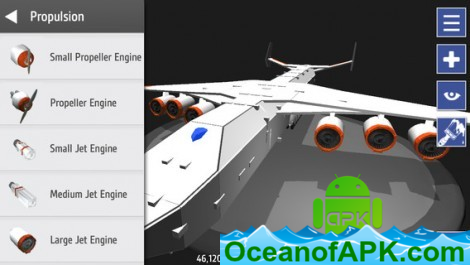 Propulsion
Small Propeller Engine
Propeller Engine
Small Jet Engine
Medium Jet Engine
Large Jet Engine
apk
46,120
OceanofAPK.com